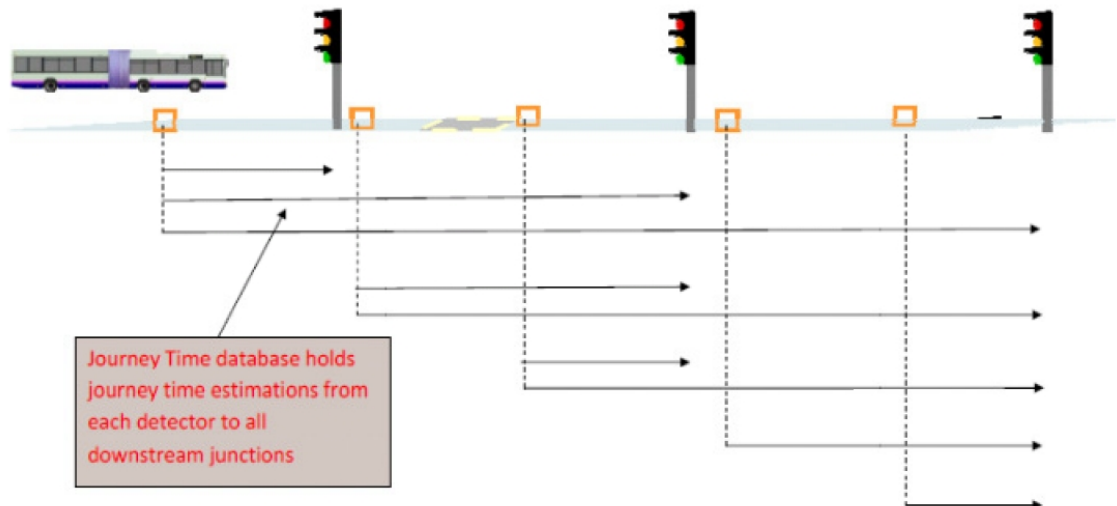 Journey Time database holds
journey time estimations from
each detector to all
downstream junctions